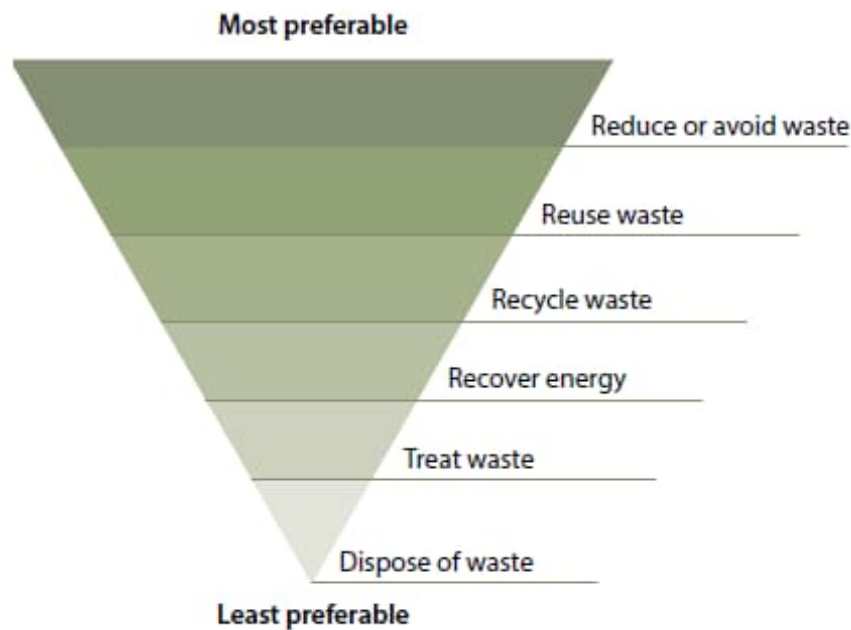 Most preferable
Reduce or avoid waste
Reuse waste
Recycle waste
Recover energy
Treat waste
Dispose of waste
Least preferable